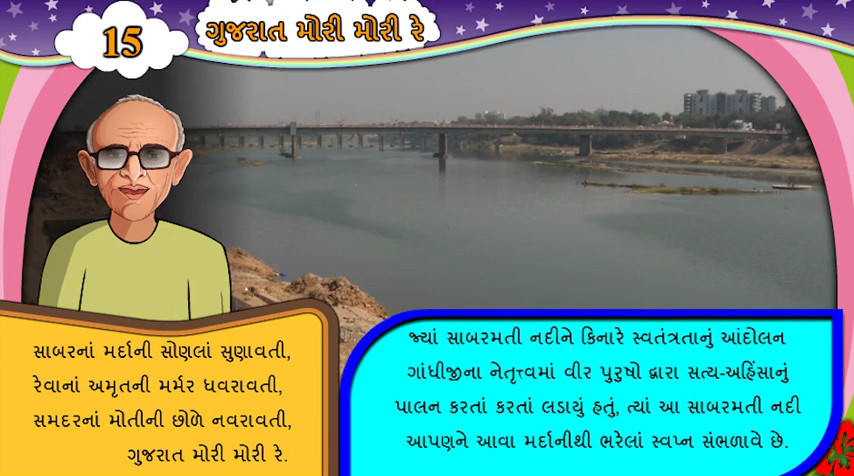 15
ગુજરાત મોરી મોરી રે
સાબરનાં મર્દાની સોણલાં સુણાવતી,
રેવાનાં અમૃતની મર્મર ધવરાવતી,
સમદરનાં મોતીની છોળે નવરાવતી,
ગુજરાત મોરી મોરી રે.
જ્યાં સાબરમતી નદીને કિનારે સ્વતંત્રતાનું આંદોલન
ગાંધીજીના નેતૃત્ત્વમાં વીર પુરુષો દ્વારા સત્ય-અહિંસાનું
પાલન કરતાં કરતાં લડાયું હતું, ત્યાં આ સાબરમતી નદી
આપણને આવા મર્દાનીથી ભરેલાં સ્વપ્ન સંભળાવે છે.